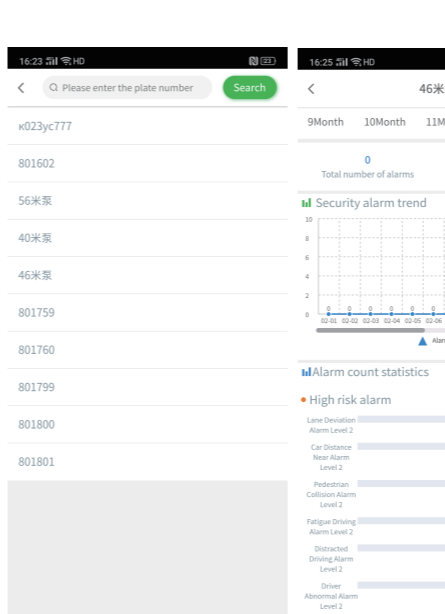 16:23 HD
Please enter the plate number
Search
к023ус777
801602
56米泵
40米泵
46米泵
801759
801760
801799
801800
801801
16:25 HD
46米
9Month 10Month 11M
0
Total number of alarms
Security alarm trend
10
8
6
4
2
0
0 0 0 0 0 0
02-01 02-02 02-03 02-04 02-05 02-06
Alarm count statistics
High risk alarm
Lane Deviation
Alarm Level 2
Car Distance
Near Alarm
Level 2
Pedestrian
Collision Alarm
Level 2
Fatigue Driving
Alarm Level 2
Distracted
Driving Alarm
Level 2
Driver
Abnormal Alarm
Level 2